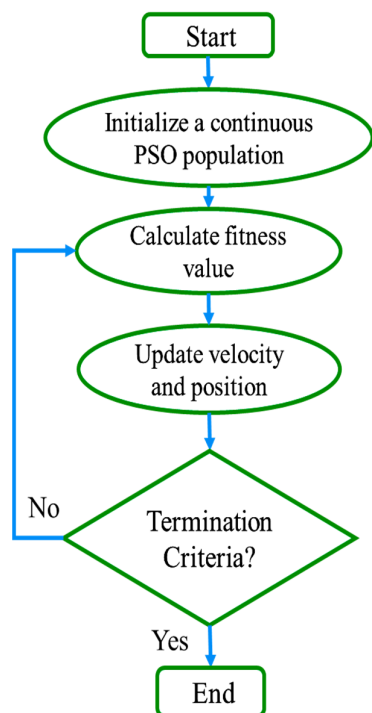 Start
Initialize a continuous
PSO population
Calculate fitness
value
Update velocity
and position
No
Termination
Criteria?
Yes
End